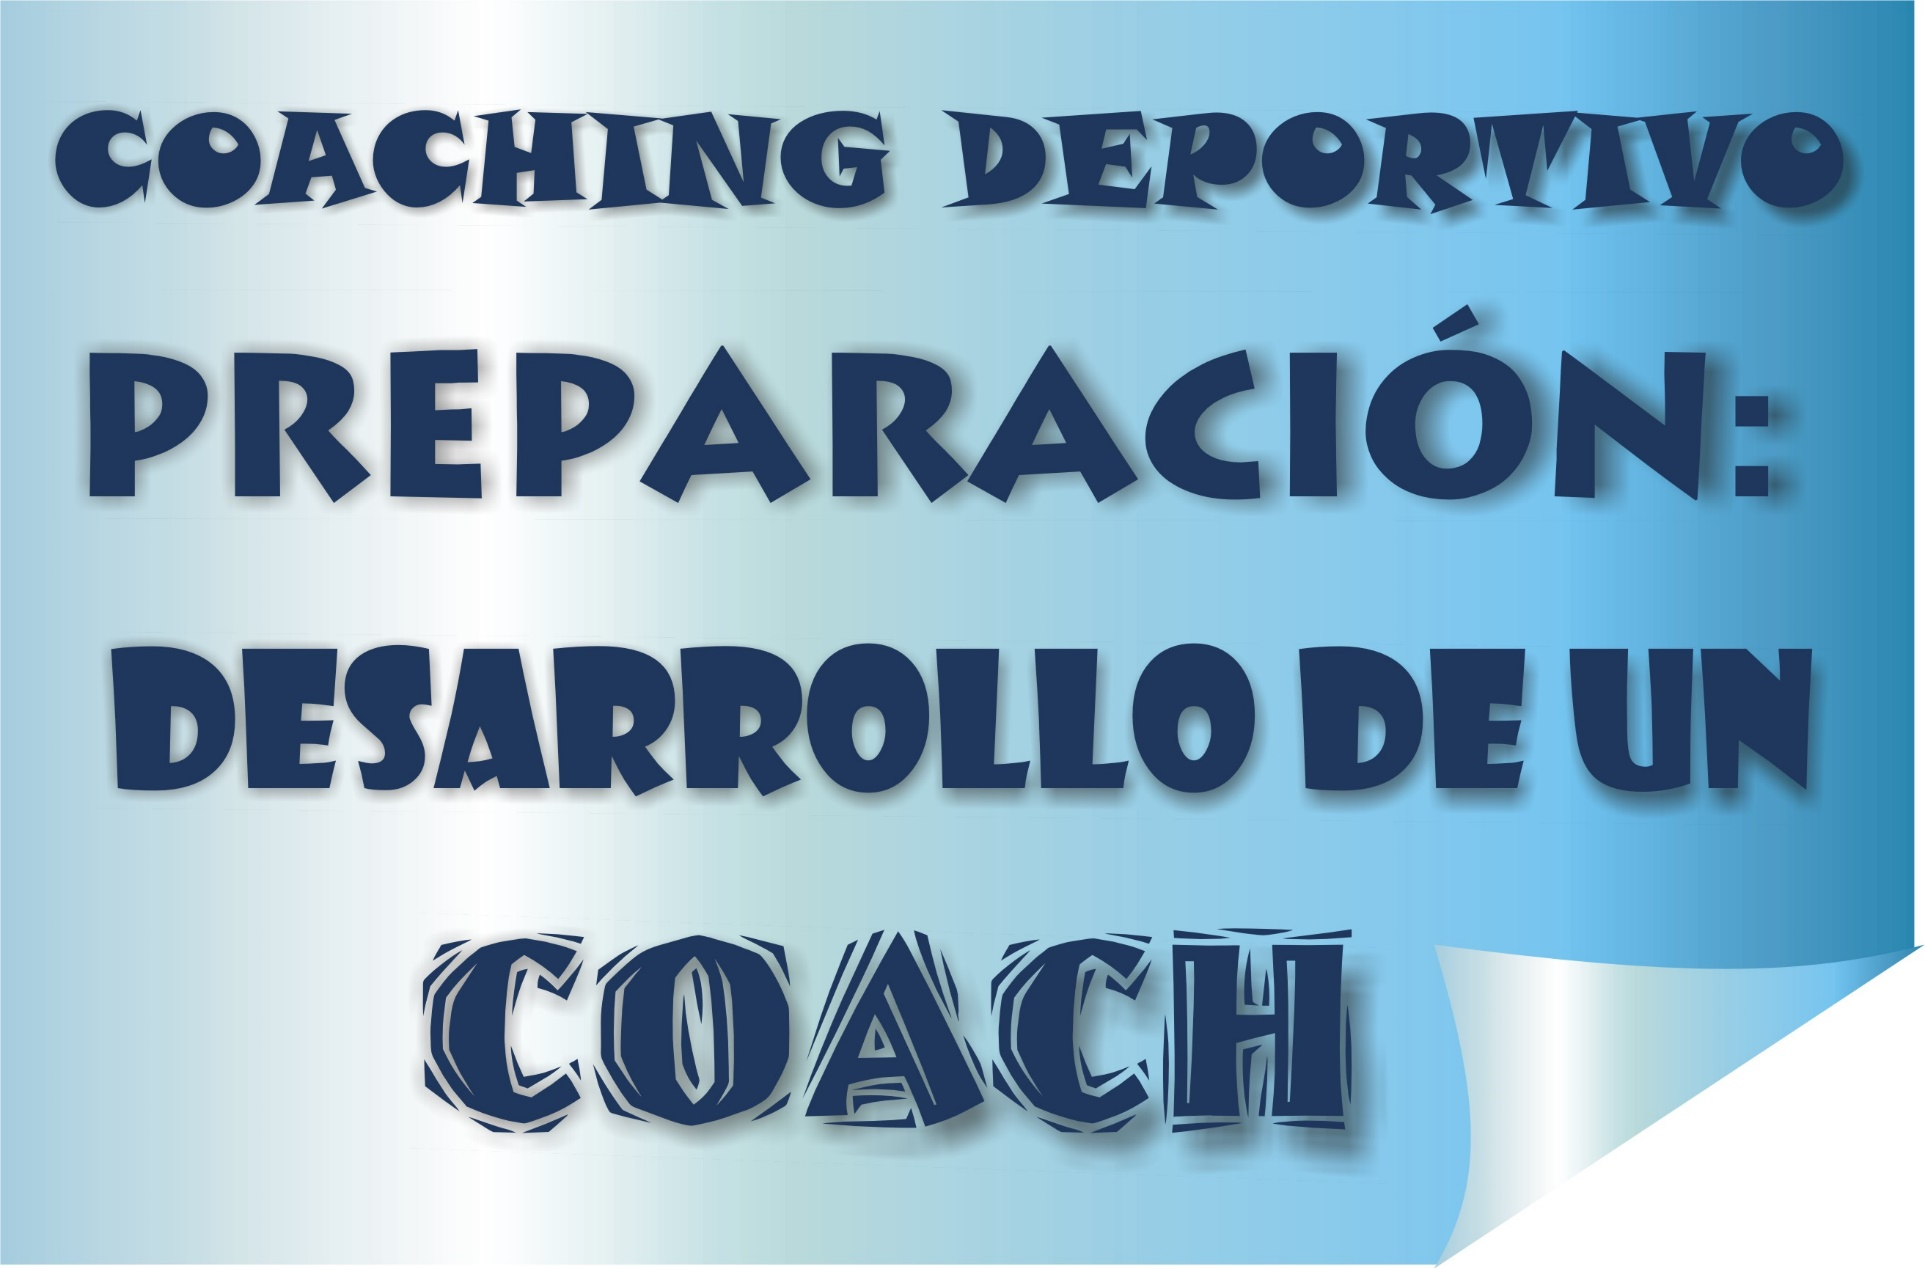 COACHING DEPORTIVO
PREPARACIÓN:
DESARROLLO DE UN
COACH